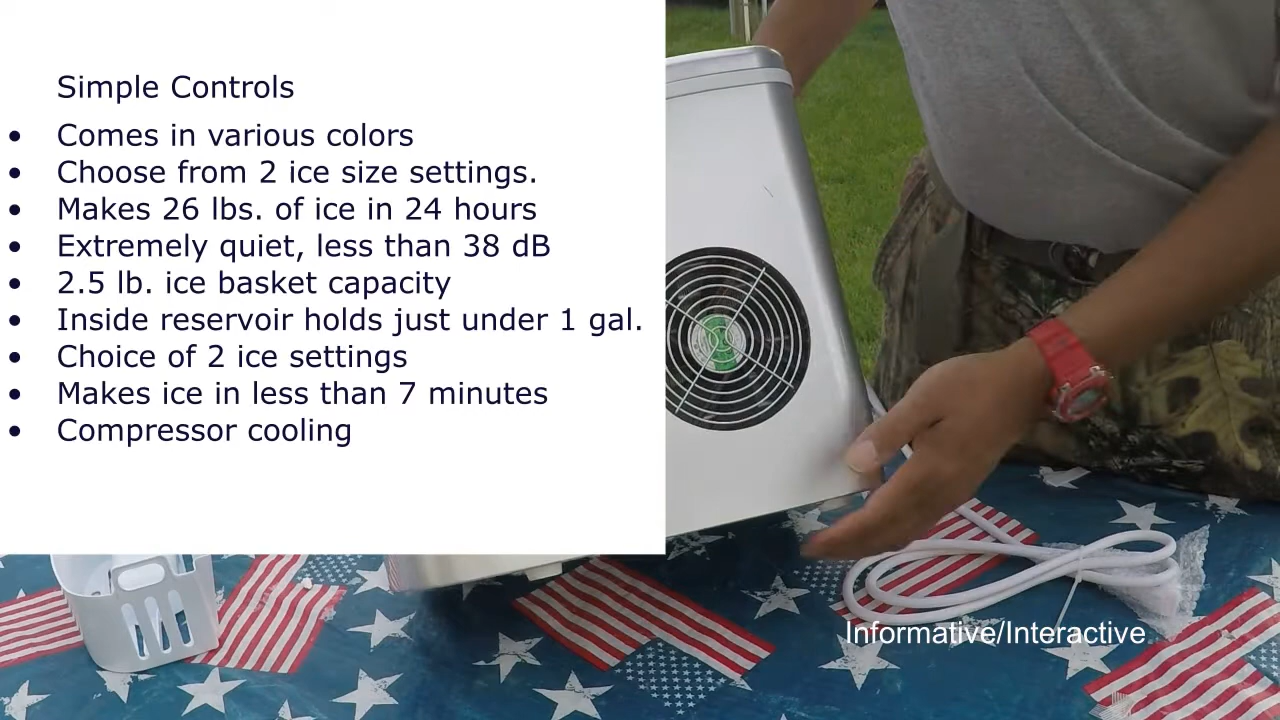 Simple Controls
• Comes in various colors
• Choose from 2 ice size settings.
• Makes 26 lbs. of ice in 24 hours
• Extremely quiet, less than 38 dB
• 2.5 lb. ice basket capacity
• Inside reservoir holds just under 1 gal.
• Choice of 2 ice settings
• Makes ice in less than 7 minutes
• Compressor cooling
Informative/Interactive